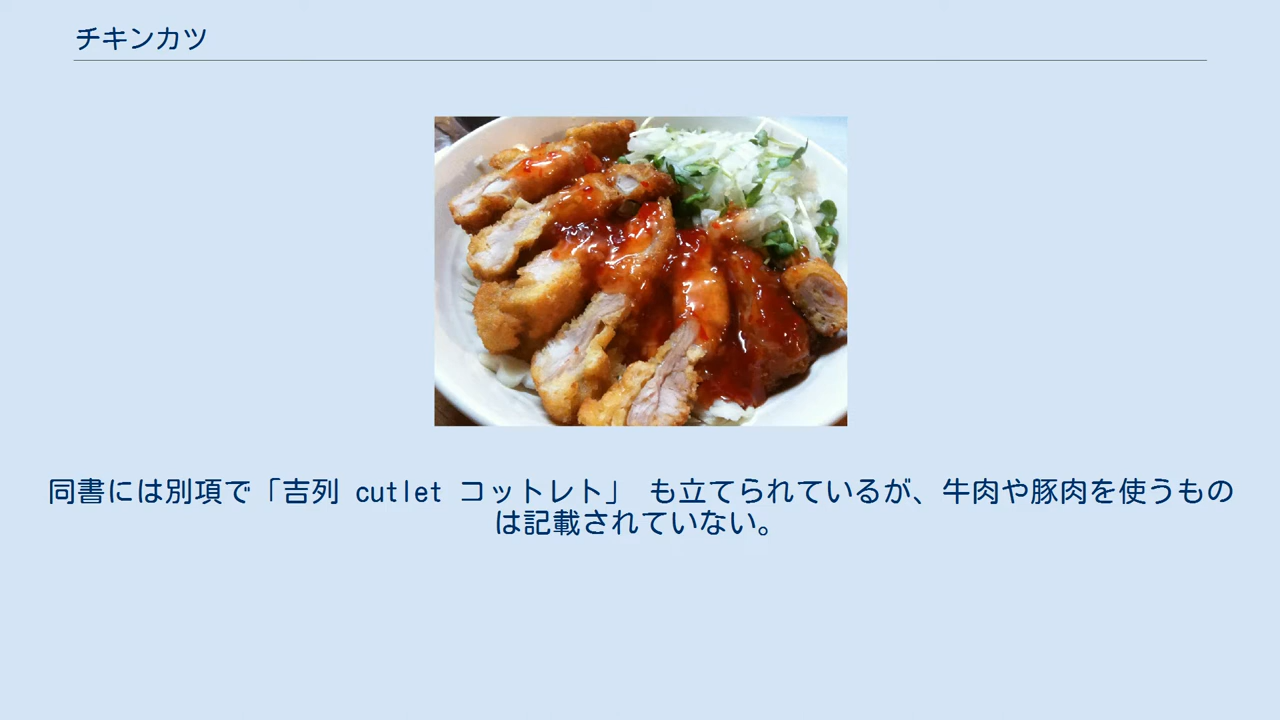 チキンカツ
同書には別項で「吉列 cutlet コットレト」 も立てられているが、牛肉や豚肉を使うもの
は記載されていない。